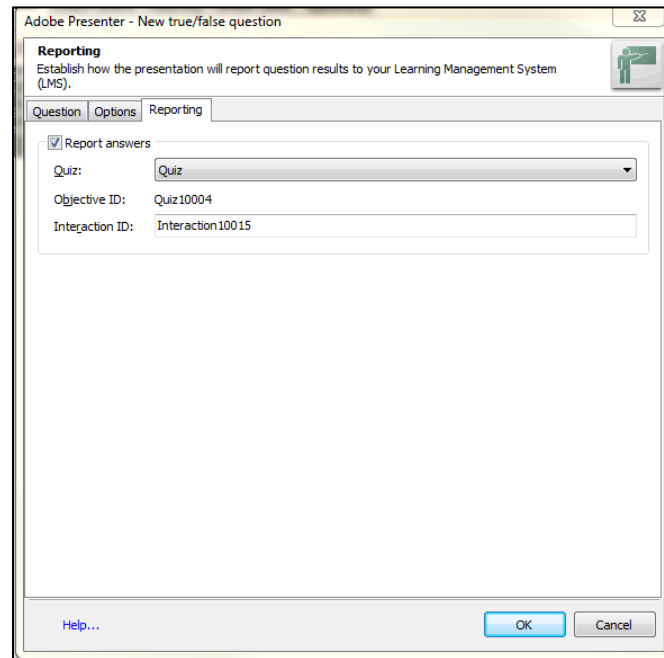 Adobe Presenter - New true/false question
Reporting
Establish how the presentation will report question results to your Learning Management System
(LMS).
Question Options Reporting
Report answers
Quiz: Quiz
Objective ID: Quiz10004
Interaction ID: Interaction10015
Help... OK Cancel